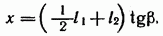 x = ( 1/2 l₁ + l₂ ) tgβ.